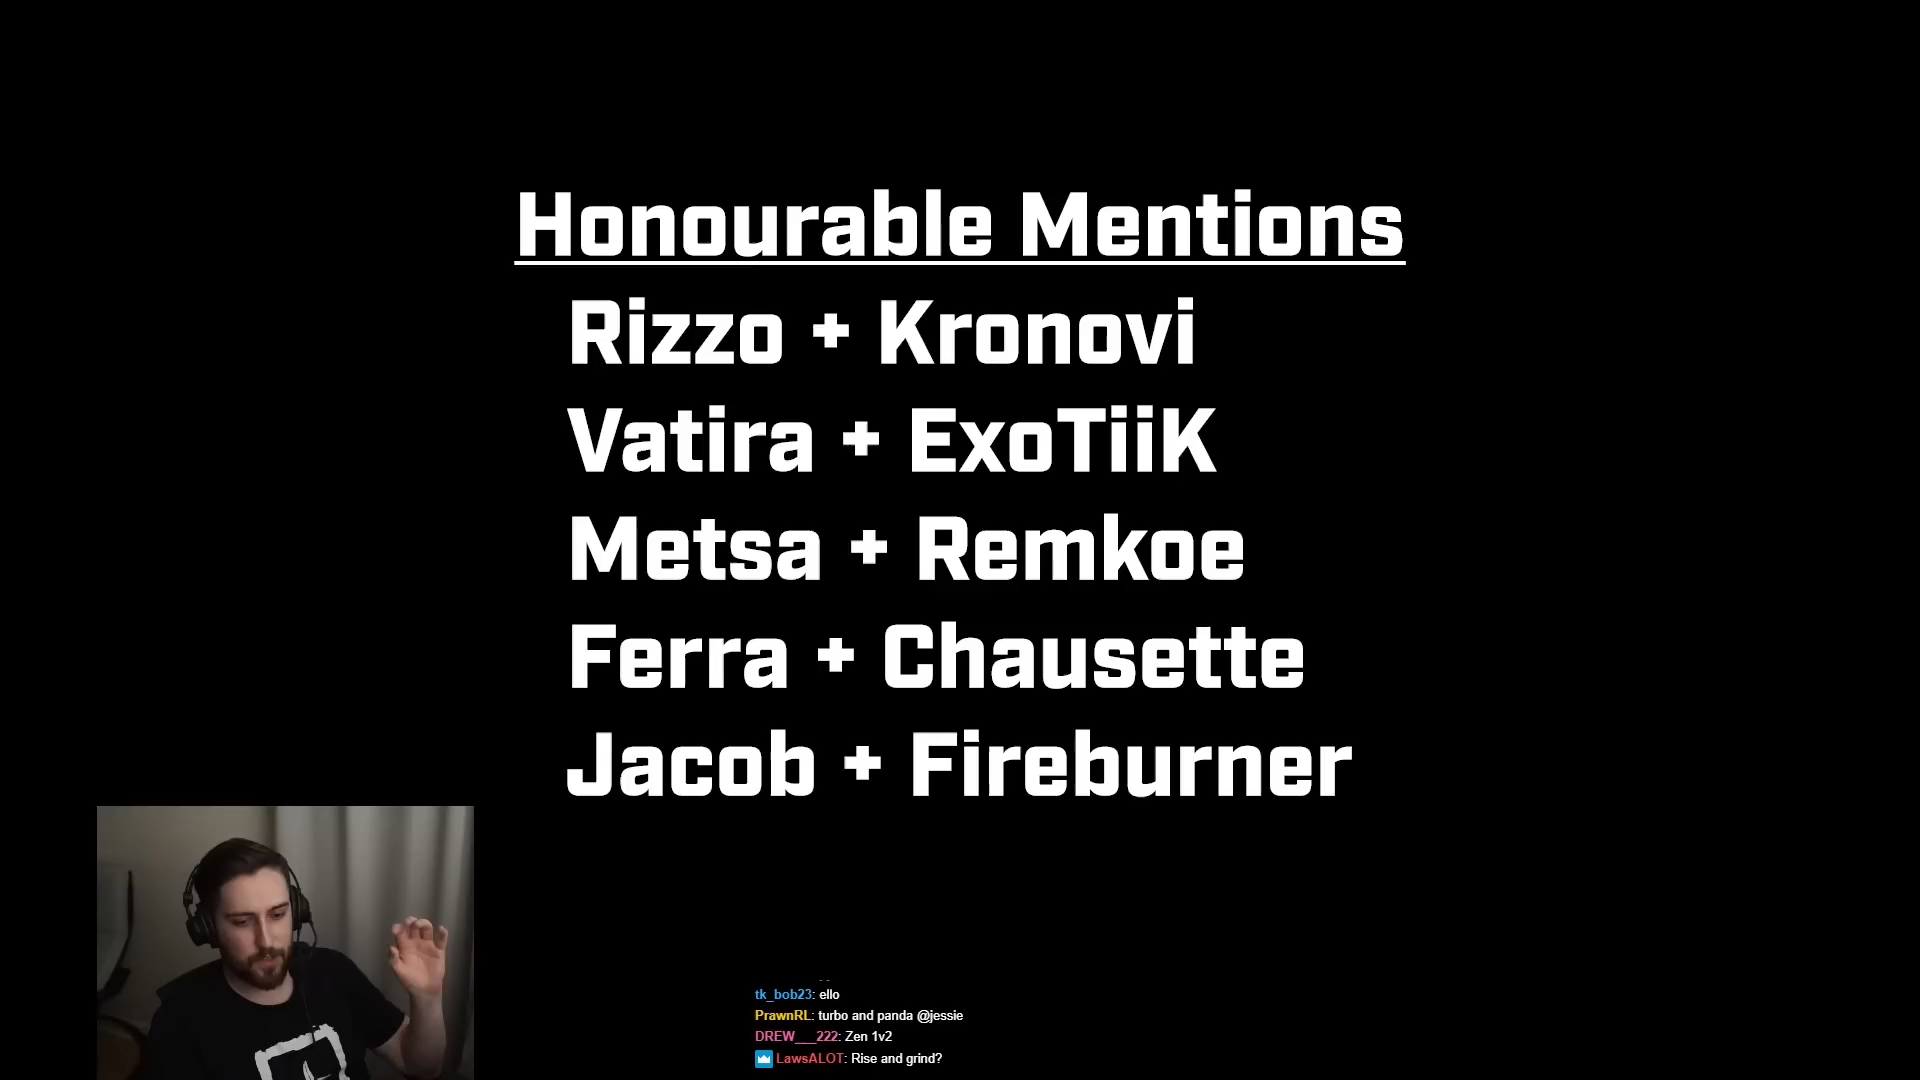 Honourable Mentions
Rizzo + Kronovi
Vatira + ExoTiiK
Metsa + Remkoe
Ferra + Chausette
Jacob + Fireburner
tk_bob23: ello
PrawnRL: turbo and panda @jessie
DREW___222: Zen 1v2
LawsALOT: Rise and grind?